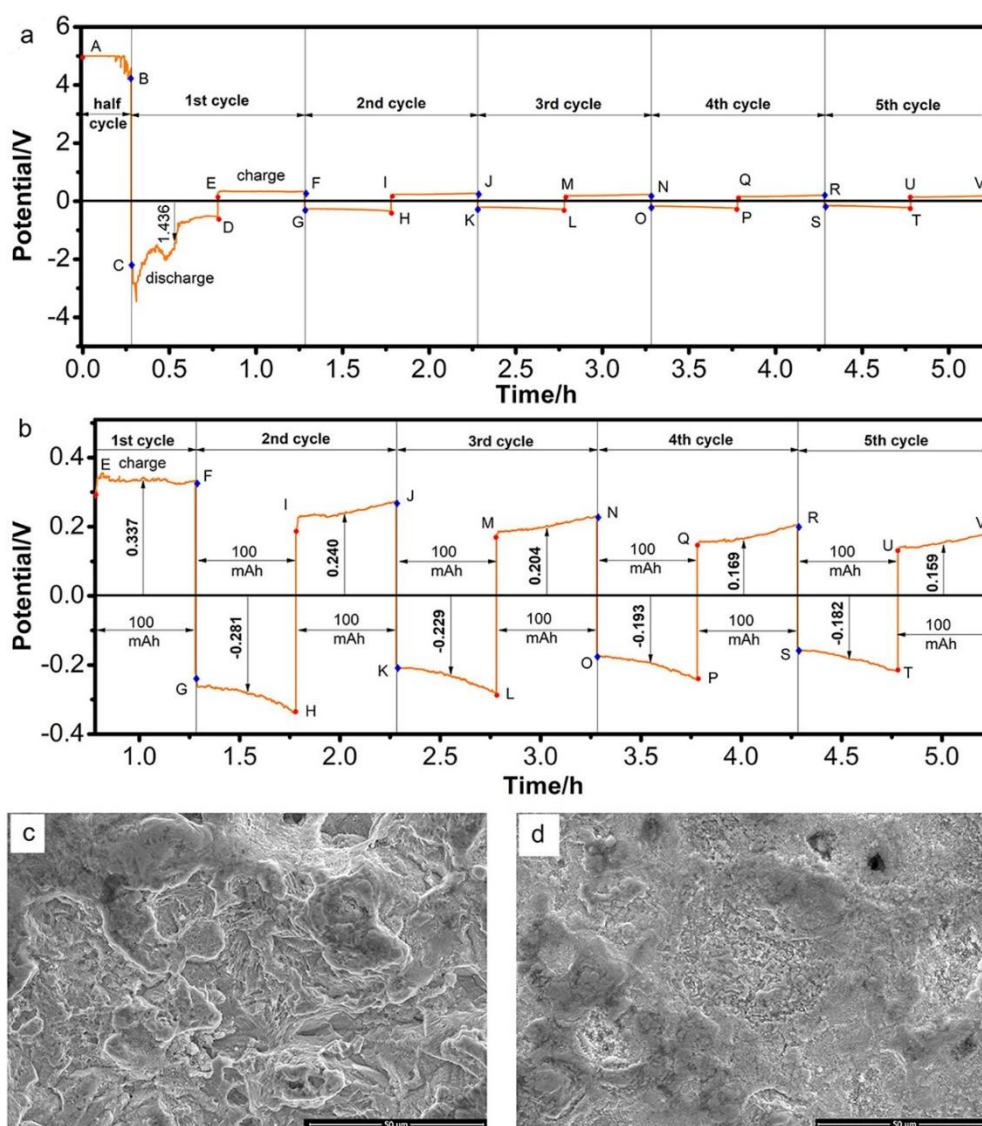 a
6
4
2
0
-2
-4
Potential/V
A
B
half
cycle
1st cycle
2nd cycle
3rd cycle
4th cycle
5th cycle
E
charge
F
I
J
M
N
Q
R
U
V
C
1.436
D
G
H
K
L
O
P
S
T
discharge
0.0
0.5
1.0
1.5
2.0
2.5
3.0
3.5
4.0
4.5
5.0
Time/h
b
0.4
0.2
0.0
-0.2
-0.4
Potential/V
1st cycle
2nd cycle
3rd cycle
4th cycle
5th cycle
E
charge
F
I
J
M
N
Q
R
U
V
0.337
100
mAh
0.240
100
mAh
0.204
100
mAh
0.169
100
mAh
0.159
100
mAh
-0.281
100
mAh
-0.229
100
mAh
-0.193
100
mAh
-0.182
100
mAh
G
H
K
L
O
P
S
T
1.0
1.5
2.0
2.5
3.0
3.5
4.0
4.5
5.0
Time/h
c
50 µm
d
50 µm